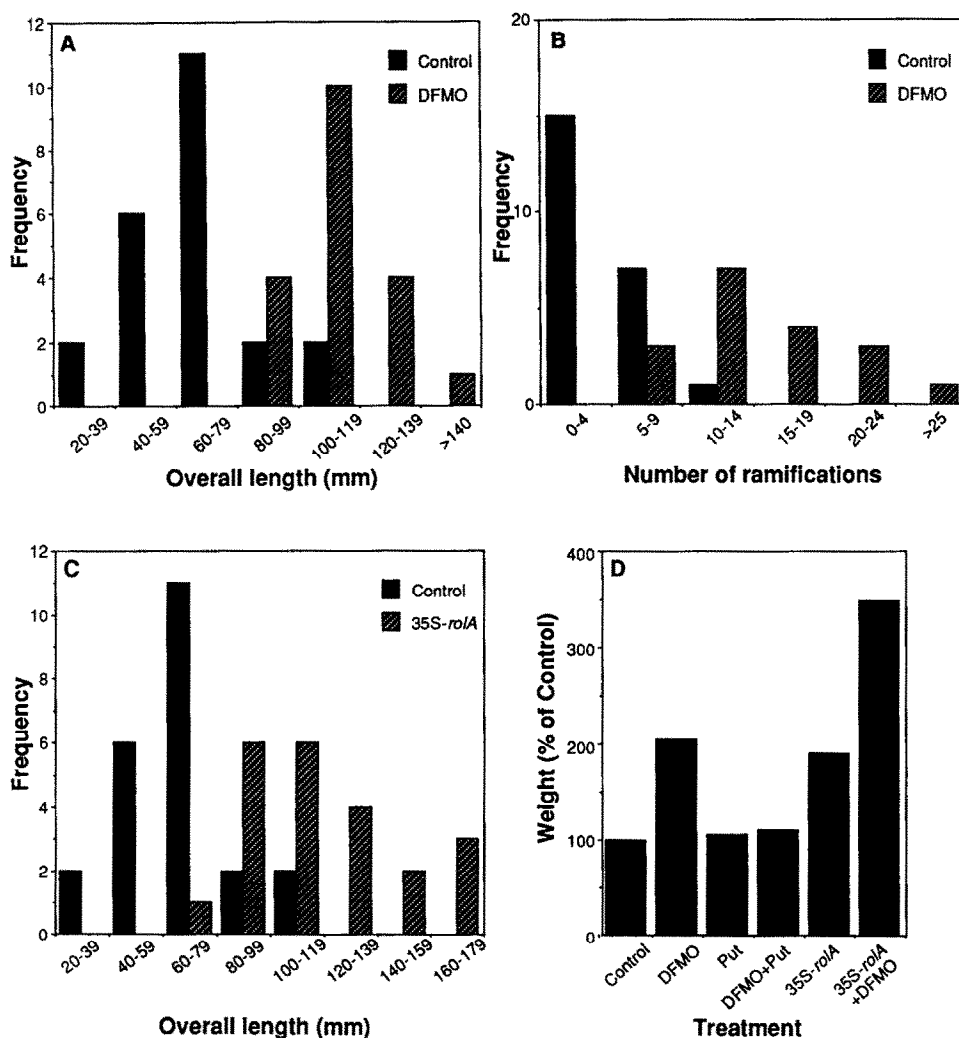 A
Control
DFMO
12
10
8
6
4
2
0
Frequency
20-39
40-59
60-79
80-99
100-119
120-139
>140
Overall length (mm)
B
Control
DFMO
20
10
0
Frequency
0-4
5-9
10-14
15-19
20-24
>25
Number of ramifications
C
Control
35S-rolA
12
10
8
6
4
2
0
Frequency
20-39
40-59
60-79
80-99
100-119
120-139
140-159
160-179
Overall length (mm)
D
400
300
200
100
0
Weight (% of Control)
Control
DFMO
Put
DFMO+Put
35S-rolA
35S-rolA
+DFMO
Treatment